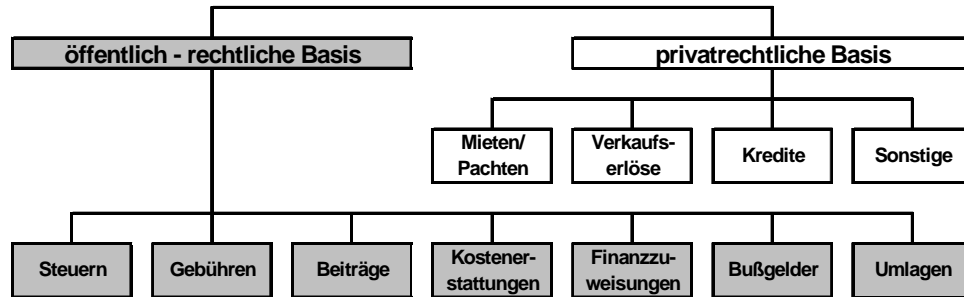 öffentlich - rechtliche Basis
privatrechtliche Basis
Mieten/
Pachten
Verkaufs-
erlöse
Kredite
Sonstige
Steuern
Gebühren
Beiträge
Kostener-
stattungen
Finanzzu-
weisungen
Bußgelder
Umlagen